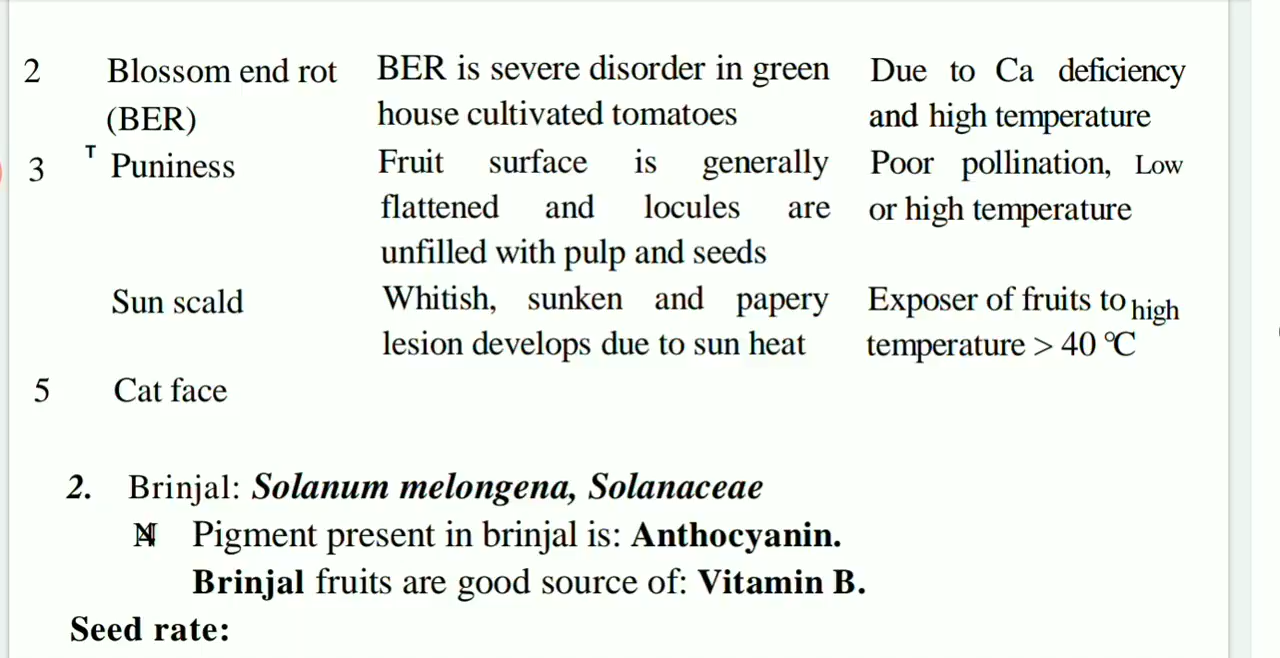 2 Blossom end rot BER is severe disorder in green Due to Ca deficiency
(BER) house cultivated tomatoes and high temperature
3 T Puniness Fruit surface is generally Poor pollination, Low
flattened and locules are or high temperature
unfilled with pulp and seeds
Sun scald Whitish, sunken and papery Exposer of fruits to high
lesion develops due to sun heat temperature > 40 ℃
5 Cat face
2. Brinjal: Solanum melongena, Solanaceae
Pigment present in brinjal is: Anthocyanin.
Brinjal fruits are good source of: Vitamin B.
Seed rate: